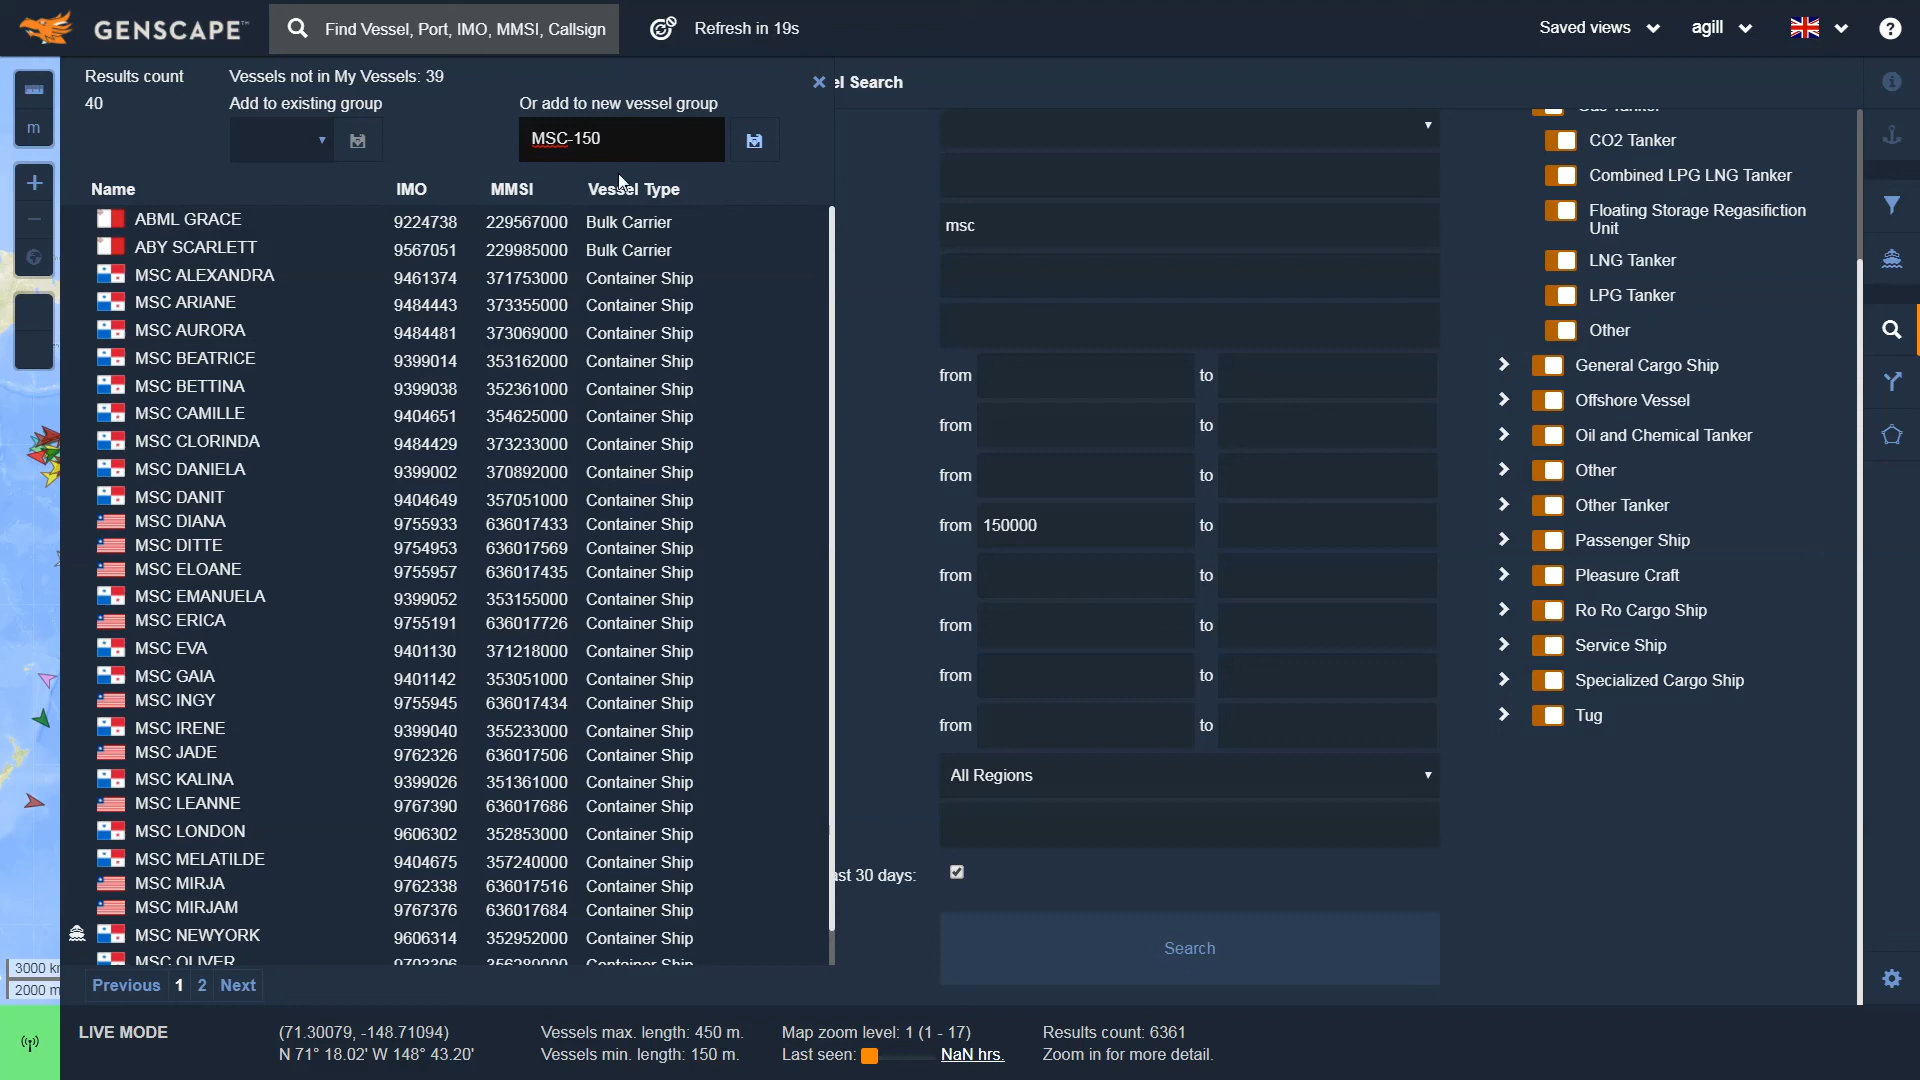 GENSCAPE™
Find Vessel, Port, IMO, MMSI, Callsign
Refresh in 19s
Saved views
agill
?
Results count
40
Vessels not in My Vessels: 39
Add to existing group
Or add to new vessel group
MSC-150
el Search
m
Name IMO MMSI Vessel Type
ABML GRACE 9224738 229567000 Bulk Carrier
ABY SCARLETT 9567051 229985000 Bulk Carrier
MSC ALEXANDRA 9461374 371753000 Container Ship
MSC ARIANE 9484443 373355000 Container Ship
MSC AURORA 9484481 373069000 Container Ship
MSC BEATRICE 9399014 353162000 Container Ship
MSC BETTINA 9399038 352361000 Container Ship
MSC CAMILLE 9404651 354625000 Container Ship
MSC CLORINDA 9484429 373233000 Container Ship
MSC DANIELA 9399002 370892000 Container Ship
MSC DANIT 9404649 357051000 Container Ship
MSC DIANA 9755933 636017433 Container Ship
MSC DITTE 9754953 636017569 Container Ship
MSC ELOANE 9755957 636017435 Container Ship
MSC EMANUELA 9399052 353155000 Container Ship
MSC ERICA 9755191 636017726 Container Ship
MSC EVA 9401130 371218000 Container Ship
MSC GAIA 9401142 353051000 Container Ship
MSC INGY 9755945 636017434 Container Ship
MSC IRENE 9399040 355233000 Container Ship
MSC JADE 9762326 636017506 Container Ship
MSC KALINA 9399026 351361000 Container Ship
MSC LEANNE 9767390 636017686 Container Ship
MSC LONDON 9606302 352853000 Container Ship
MSC MELATILDE 9404675 357240000 Container Ship
MSC MIRJA 9762338 636017516 Container Ship
MSC MIRJAM 9767376 636017684 Container Ship
MSC NEWYORK 9606314 352952000 Container Ship
MSC OLIVER
Previous 1 2 Next
msc
from to
from to
from to
from 150000 to
from to
from to
from to
from to
All Regions
ast 30 days:
Search
CO2 Tanker
Combined LPG LNG Tanker
Floating Storage Regasifiction
Unit
LNG Tanker
LPG Tanker
Other
General Cargo Ship
Offshore Vessel
Oil and Chemical Tanker
Other
Other Tanker
Passenger Ship
Pleasure Craft
Ro Ro Cargo Ship
Service Ship
Specialized Cargo Ship
Tug
3000 k
2000 m
LIVE MODE
(71.30079, -148.71094)
N 71° 18.02' W 148° 43.20'
Vessels max. length: 450 m.
Vessels min. length: 150 m.
Map zoom level: 1 (1 - 17)
Last seen: NaN hrs.
Results count: 6361
Zoom in for more detail.